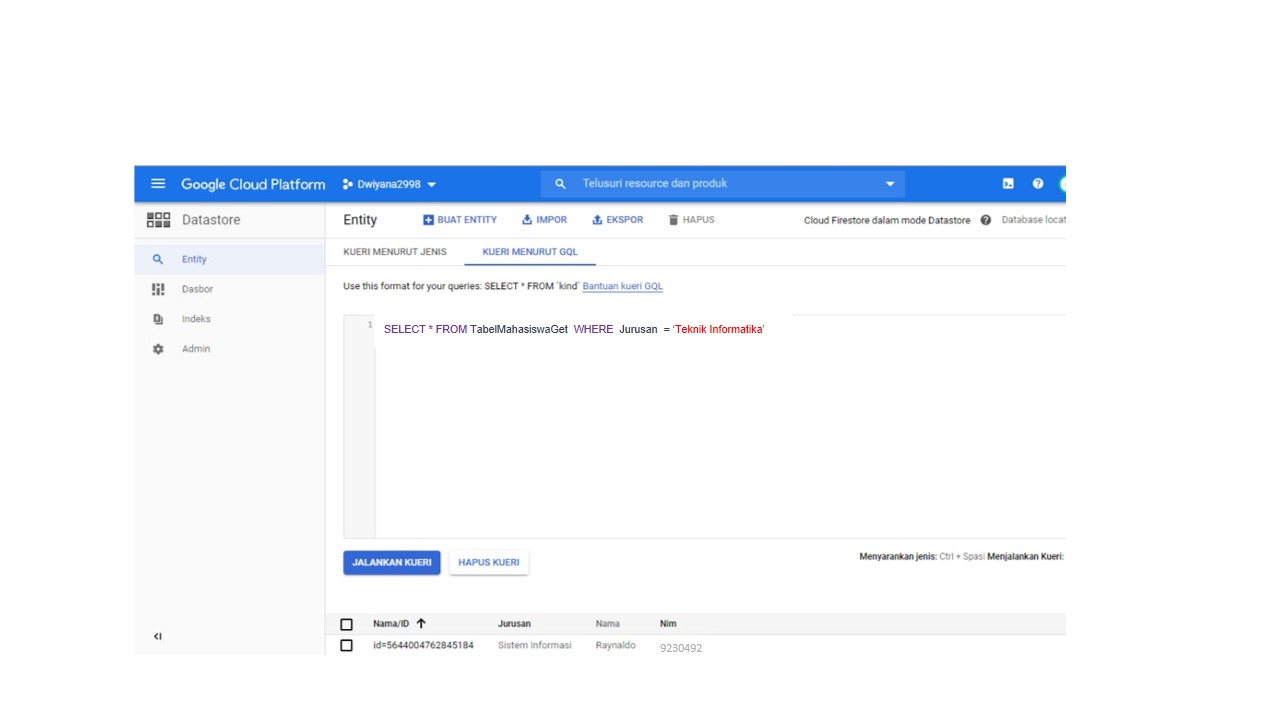 Google Cloud Platform Dwiyana2998 Telusuri resource dan produk
Datastore
Entity BUAT ENTITY IMPOR EKSPOR HAPUS Cloud Firestore dalam mode Datastore Database locat
Entity
Dasbor
Indeks
Admin
KUERI MENURUT JENIS KUERI MENURUT GQL
Use this format for your queries: SELECT * FROM `kind` Bantuan kueri GQL
1 SELECT * FROM TabelMahasiswaGet WHERE Jurusan = ‘Teknik Informatika’
JALANKAN KUERI HAPUS KUERI Menyarankan jenis: Ctrl + Spasi Menjalankan Kueri:
Nama/ID Jurusan Nama Nim
id=5644004762845184 Sistem Informasi Raynaldo 9230492